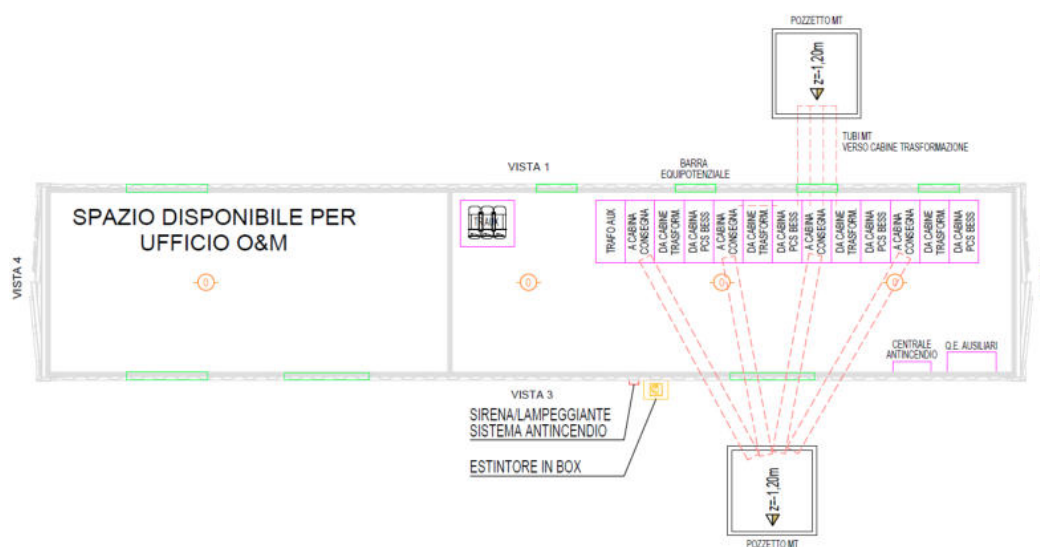 POZZETTO MT
z=-1,20m
TUBI MT
VERSO CABINE TRASFORMAZIONE
VISTA 1
BARRA
EQUIPOTENZIALE
SPAZIO DISPONIBILE PER
UFFICIO O&M
VISTA 4
TRAFO AUX
A CABINA
CONSEGNA
DA CABINE
TRASFORM.
DA CABINA
PCS BESS
A CABINA
CONSEGNA
DA CABINE
TRASFORM.
DA CABINA
PCS BESS
A CABINA
CONSEGNA
DA CABINE
TRASFORM.
DA CABINA
PCS BESS
A CABINA
CONSEGNA
DA CABINE
TRASFORM.
DA CABINA
PCS BESS
CENTRALE
ANTINCENDIO
Q.E. AUSILIARI
VISTA 3
SIRENA/LAMPEGGIANTE
SISTEMA ANTINCENDIO
ESTINTORE IN BOX
z=-1,20m
POZZETTO MT